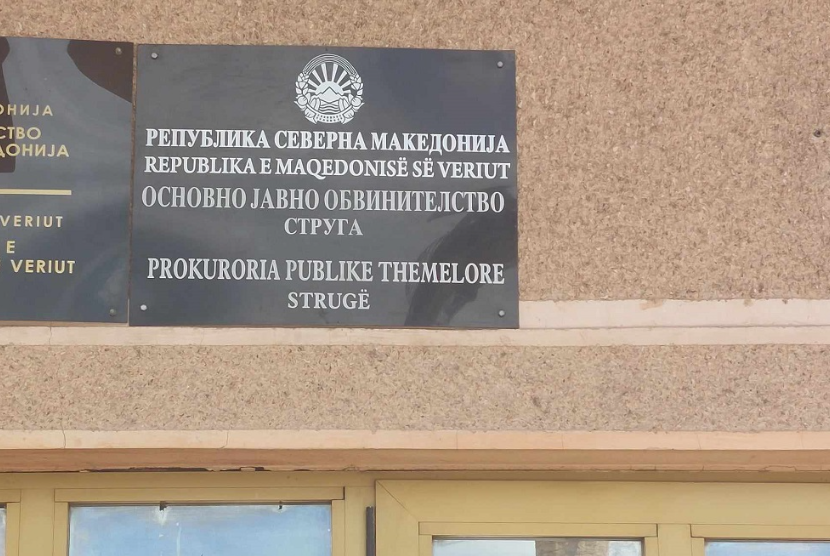 ОНИЈА
СТВО
ДОНИЈА
VERIUT
E
VERIUT
РЕПУБЛИКА СЕВЕРНА МАКЕДОНИЈА
REPUBLIKA E MAQEDONISË SË VERIUT
ОСНОВНО ЈАВНО ОБВИНИТЕЛСТВО
СТРУГА
PROKURORIA PUBLIKE THEMELORE
STRUGË